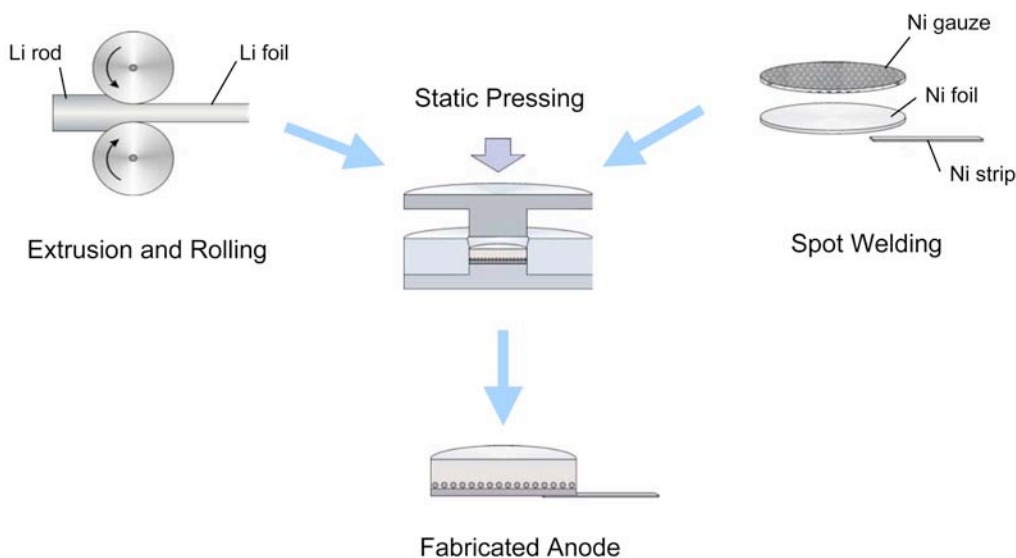 Li rod
Li foil
Extrusion and Rolling
Static Pressing
Ni gauze
Ni foil
Ni strip
Spot Welding
Fabricated Anode